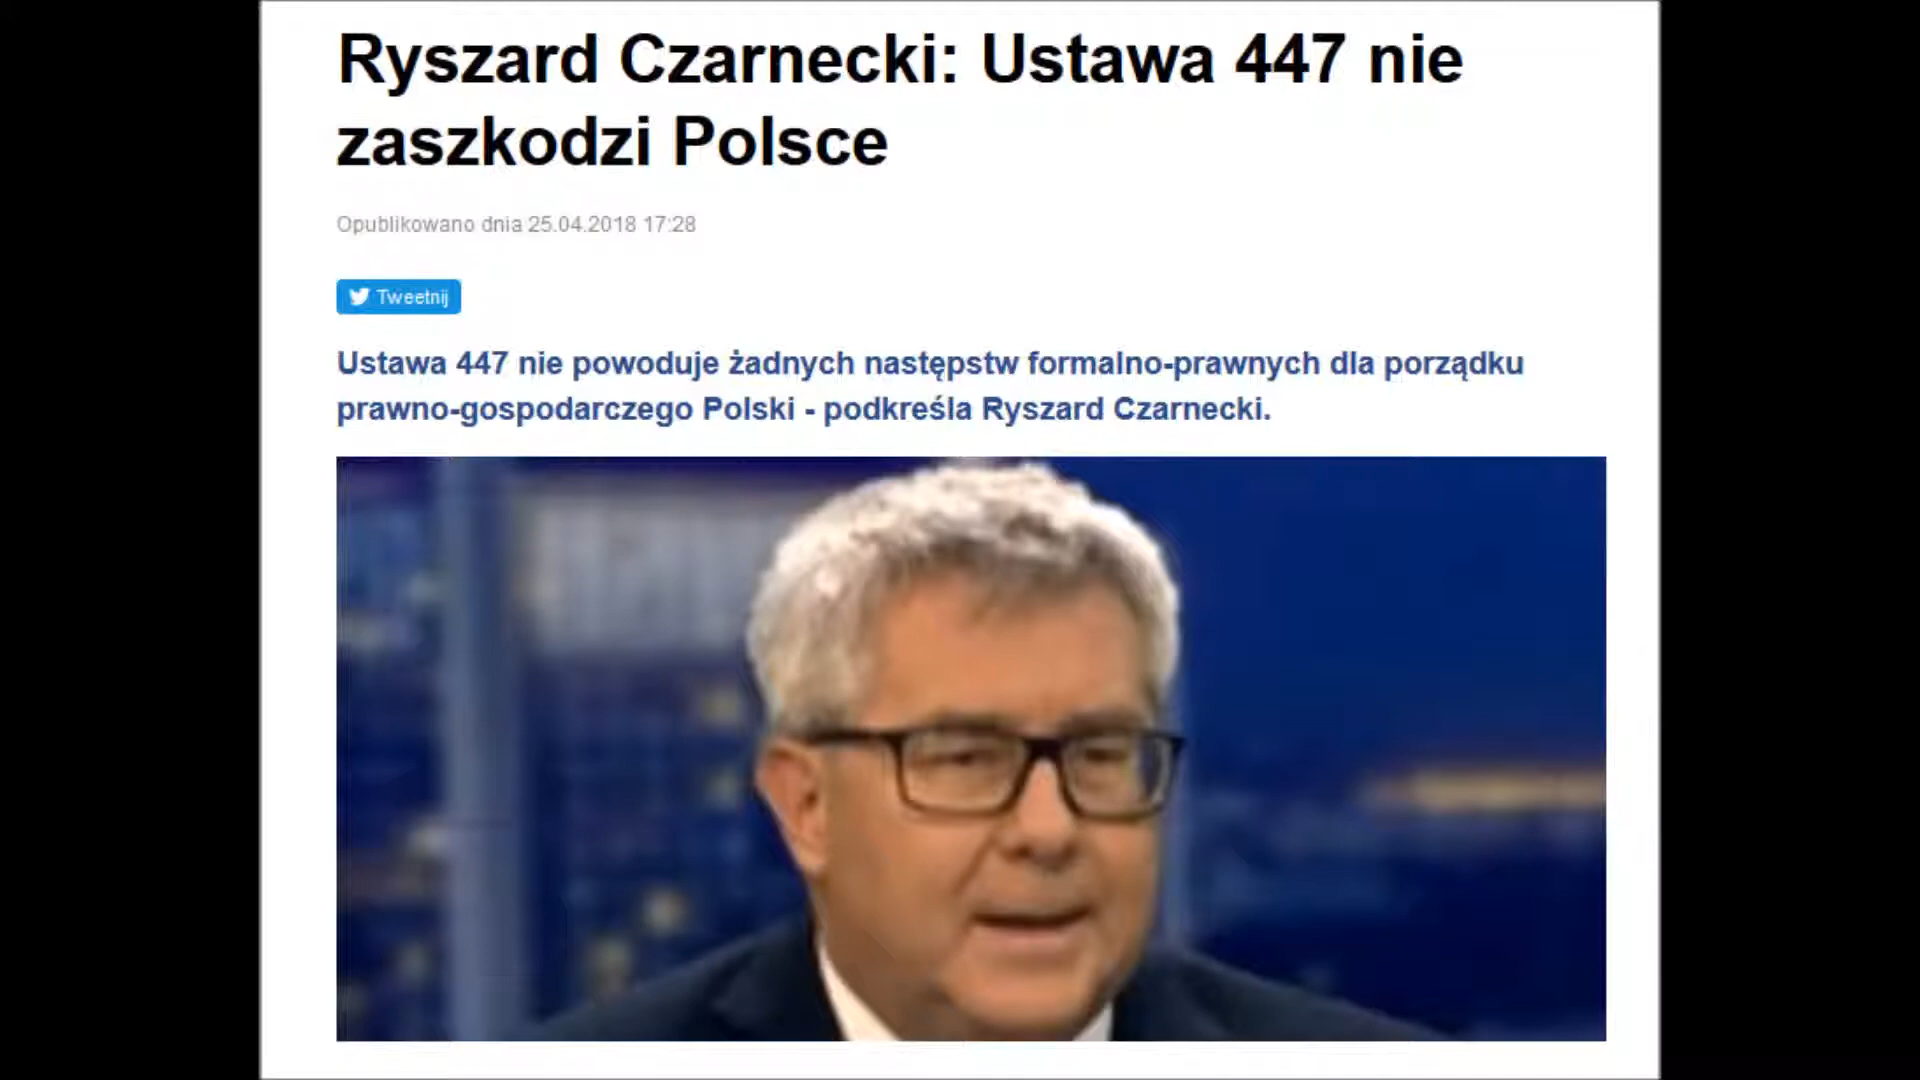 Ryszard Czarnecki: Ustawa 447 nie
zaszkodzi Polsce
Opublikowano dnia 25.04.2018 17:28
Tweetnij
Ustawa 447 nie powoduje żadnych następstw formalno-prawnych dla porządku
prawno-gospodarczego Polski - podkreśla Ryszard Czarnecki.